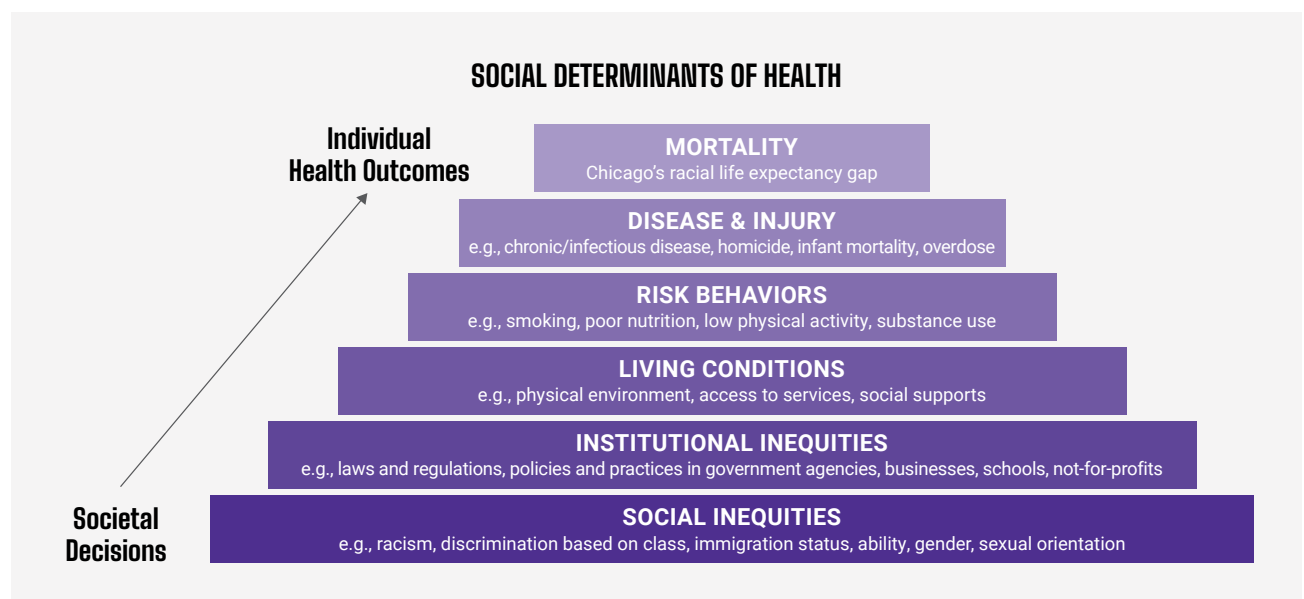 SOCIAL DETERMINANTS OF HEALTH
Individual
Health Outcomes
MORTALITY
Chicago’s racial life expectancy gap
DISEASE & INJURY
e.g., chronic/infectious disease, homicide, infant mortality, overdose
RISK BEHAVIORS
e.g., smoking, poor nutrition, low physical activity, substance use
LIVING CONDITIONS
e.g., physical environment, access to services, social supports
INSTITUTIONAL INEQUITIES
e.g., laws and regulations, policies and practices in government agencies, businesses, schools, not-for-profits
Societal
Decisions
SOCIAL INEQUITIES
e.g., racism, discrimination based on class, immigration status, ability, gender, sexual orientation